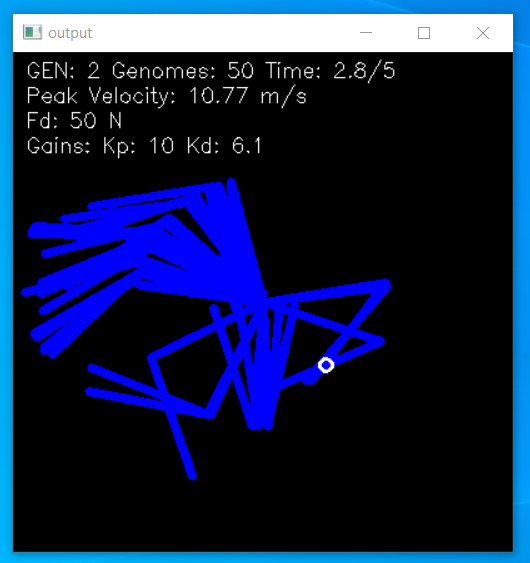 output
GEN: 2 Genomes: 50 Time: 2.8/5
Peak Velocity: 10.77 m/s
Fd: 50 N
Gains: Kp: 10 Kd: 6.1